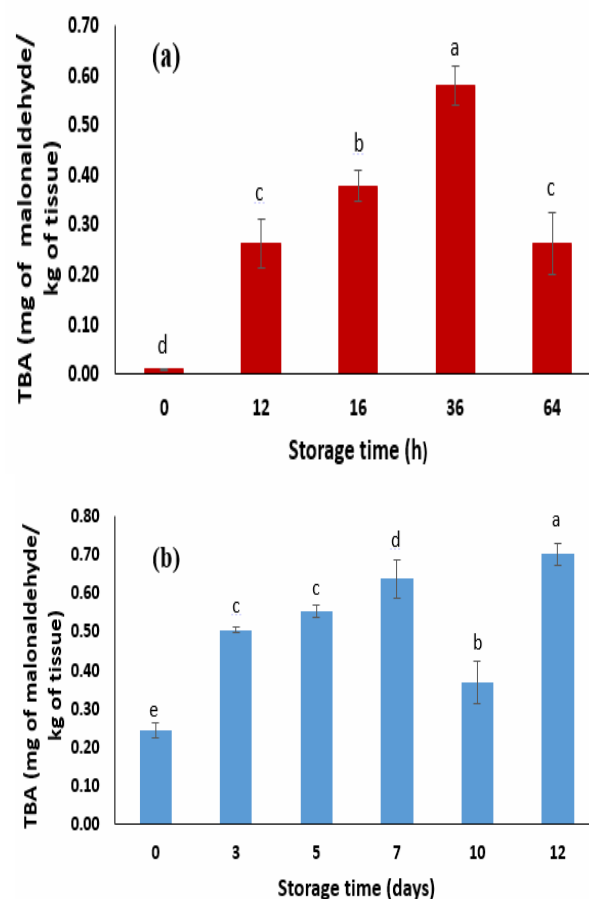 (a)
TBA (mg of malonaldehyde/
kg of tissue)
0.70
0.60
0.50
0.40
0.30
0.20
0.10
0.00
d
c
b
a
c
0 12 16 36 64
Storage time (h)
(b)
TBA (mg of malonaldehyde/
kg of tissue)
0.80
0.70
0.60
0.50
0.40
0.30
0.20
0.10
0.00
e
c
c
d
b
a
0 3 5 7 10 12
Storage time (days)